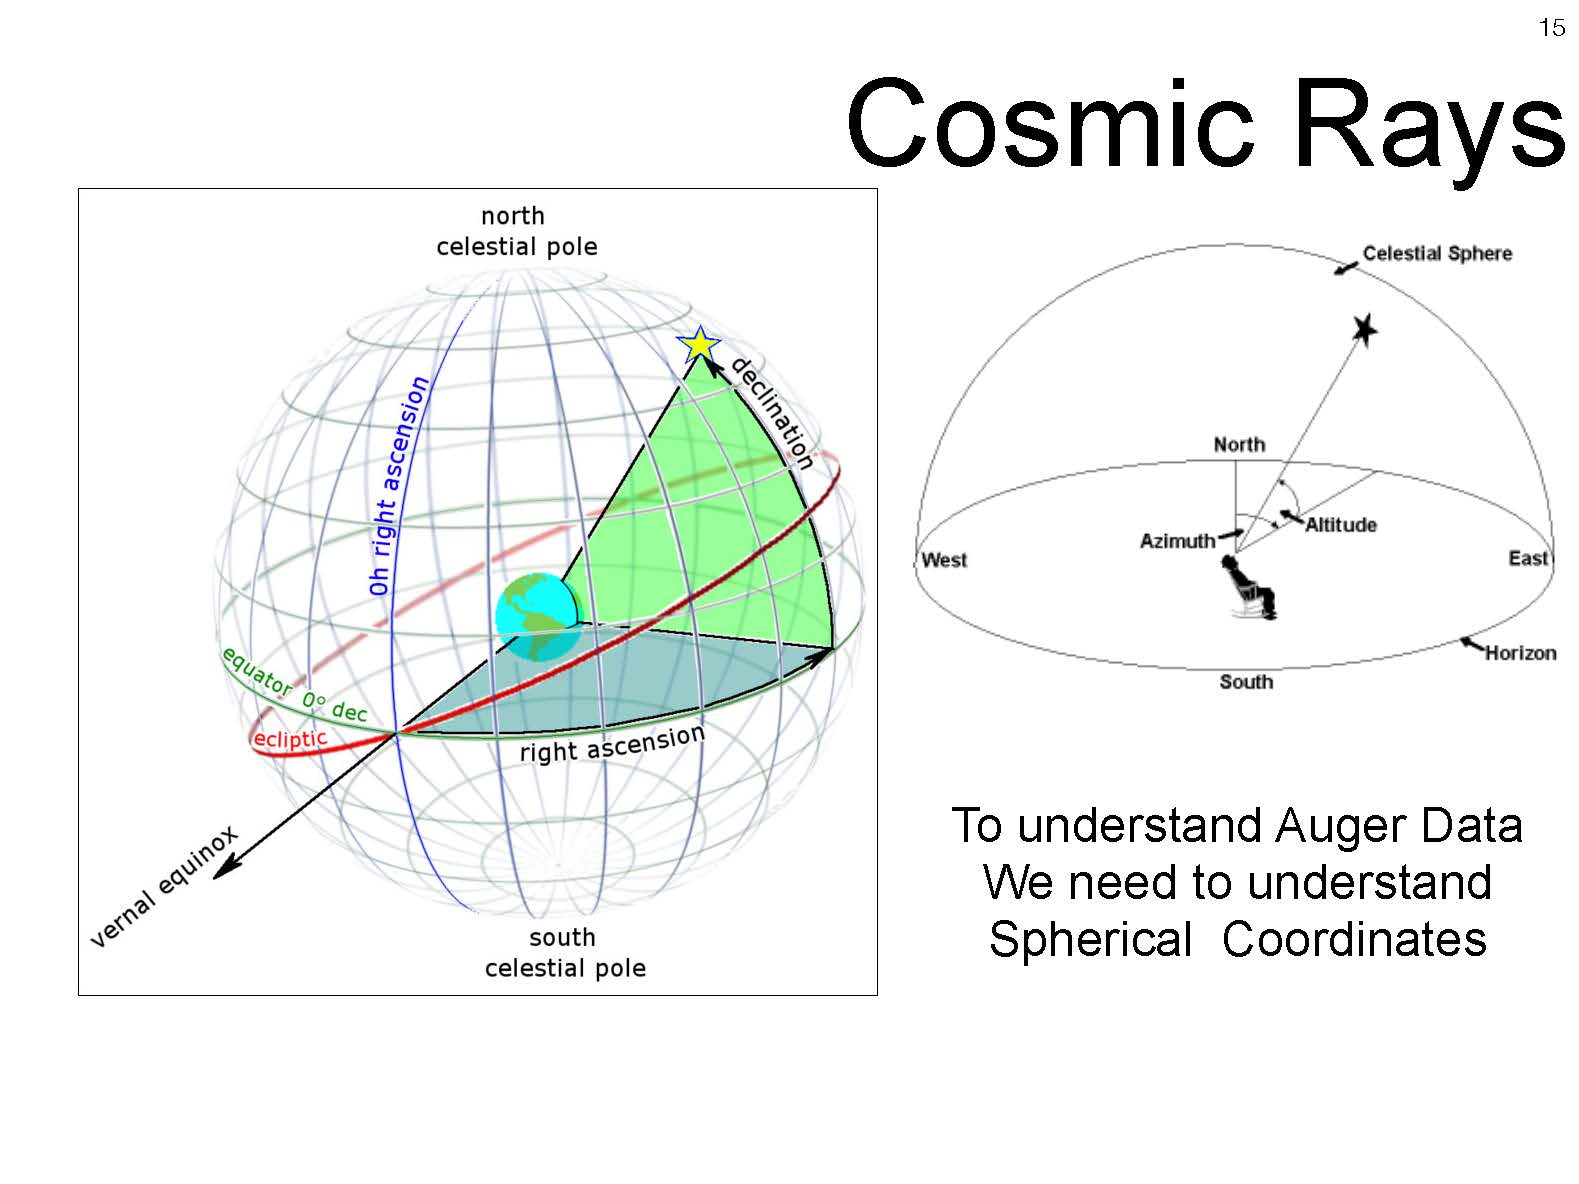 15
Cosmic Rays
north
celestial pole
declination
0h right ascension
equator 0° dec
ecliptic
right ascension
vernal equinox
south
celestial pole
Celestial Sphere
North
Altitude
Azimuth
West
East
Horizon
South
To understand Auger Data
We need to understand
Spherical Coordinates